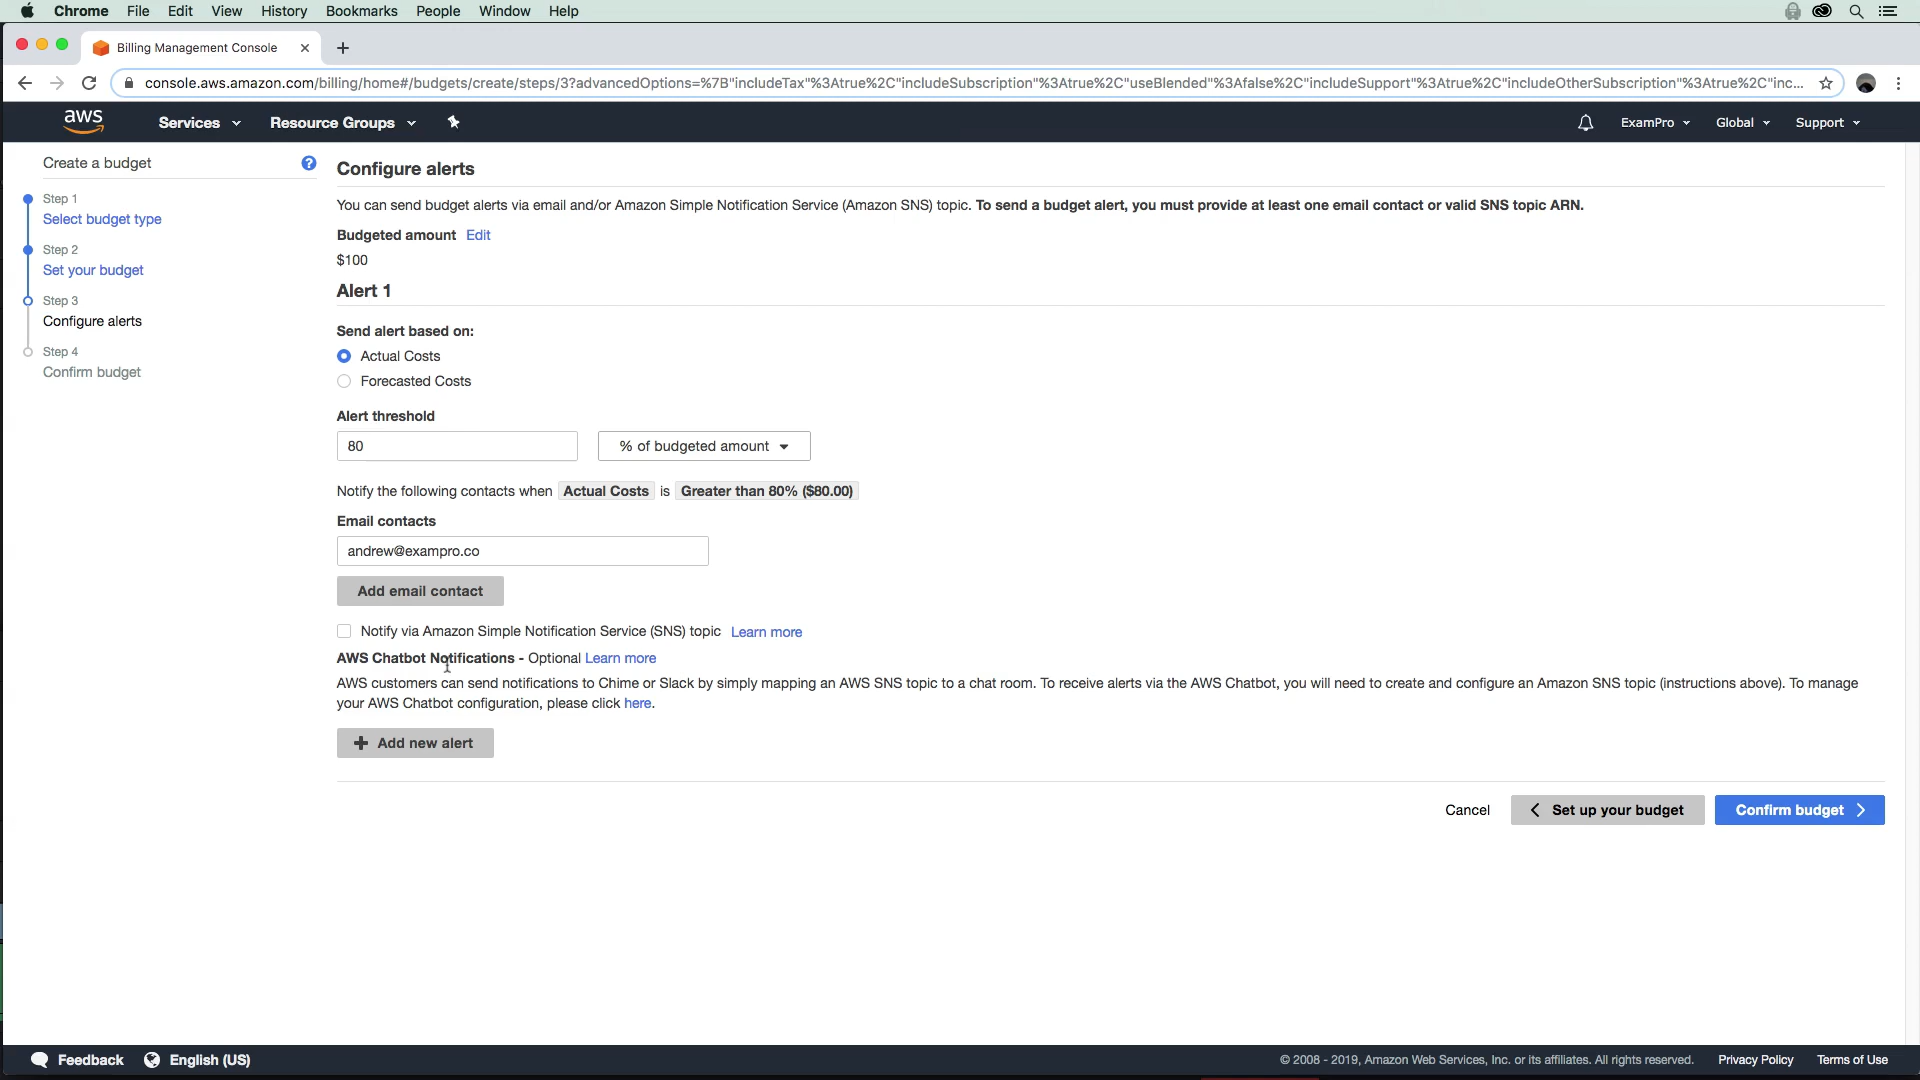 Chrome File Edit View History Bookmarks People Window Help
Billing Management Console
console.aws.amazon.com/billing/home#/budgets/create/steps/3?advancedOptions=%7B"includeTax"%3Atrue%2C"includeSubscription"%3Atrue%2C"useBlended"%3Afalse%2C"includeSupport"%3Atrue%2C"includeOtherSubscription"%3Atrue%2C"inc...
aws Services Resource Groups ExamPro Global Support
Create a budget
Step 1
Select budget type
Step 2
Set your budget
Step 3
Configure alerts
Step 4
Confirm budget
Configure alerts
You can send budget alerts via email and/or Amazon Simple Notification Service (Amazon SNS) topic. To send a budget alert, you must provide at least one email contact or valid SNS topic ARN.
Budgeted amount Edit
$100
Alert 1
Send alert based on:
Actual Costs
Forecasted Costs
Alert threshold
80 % of budgeted amount
Notify the following contacts when Actual Costs is Greater than 80% ($80.00)
Email contacts
andrew@exampro.co
Add email contact
Notify via Amazon Simple Notification Service (SNS) topic Learn more
AWS Chatbot Notifications - Optional Learn more
AWS customers can send notifications to Chime or Slack by simply mapping an AWS SNS topic to a chat room. To receive alerts via the AWS Chatbot, you will need to create and configure an Amazon SNS topic (instructions above). To manage
your AWS Chatbot configuration, please click here.
Add new alert
Cancel Set up your budget Confirm budget
Feedback English (US) © 2008 - 2019, Amazon Web Services, Inc. or its affiliates. All rights reserved. Privacy Policy Terms of Use